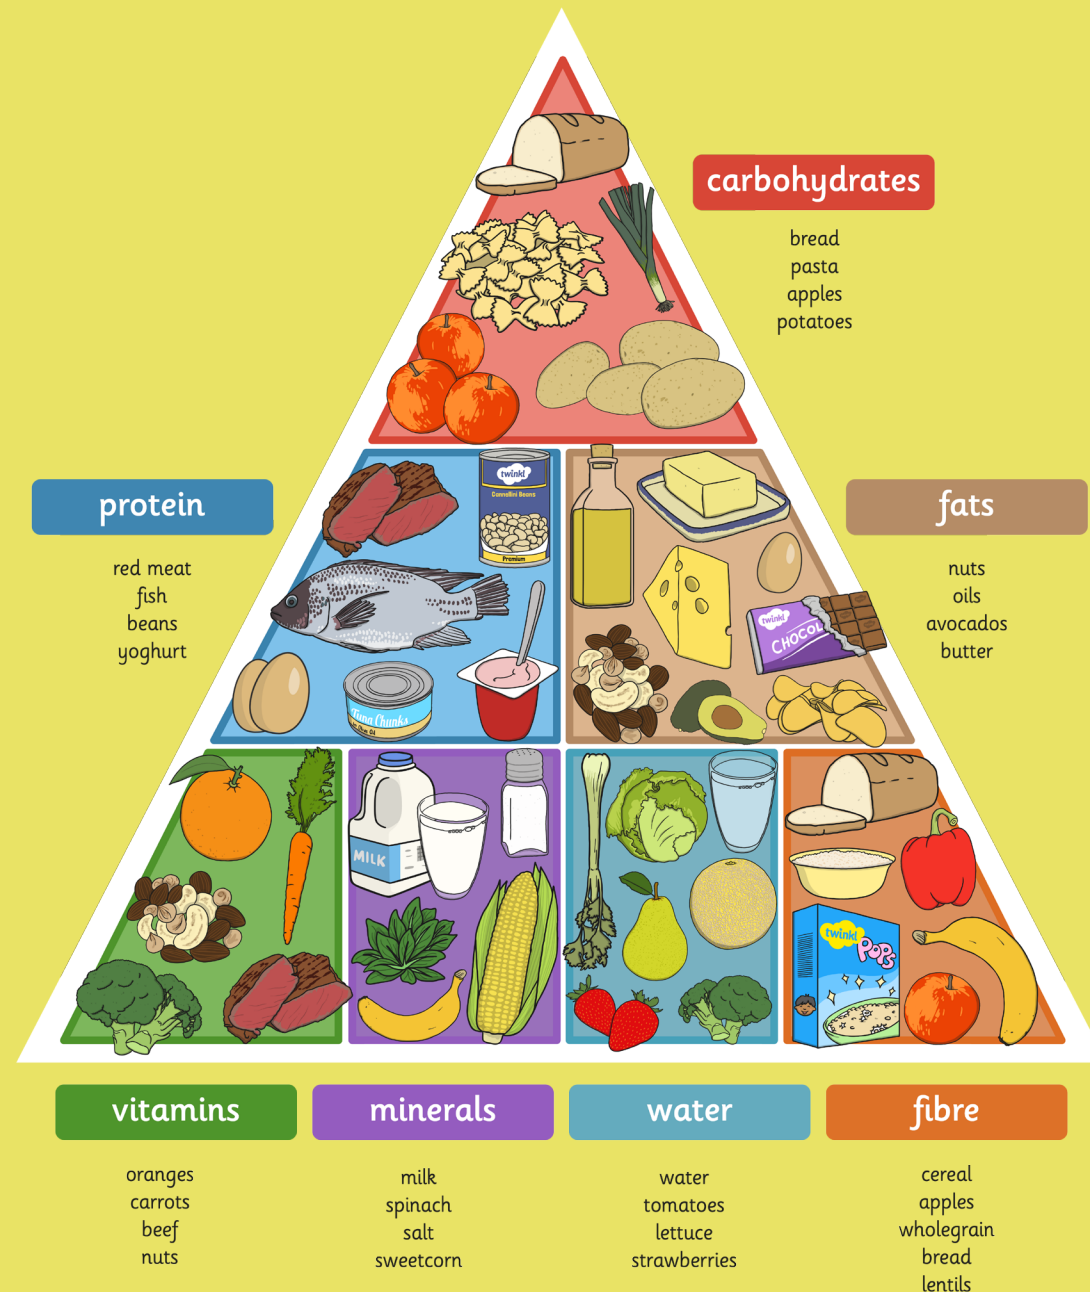 carbohydrates
bread
pasta
apples
potatoes
protein
red meat
fish
beans
yoghurt
twinkl
Cannellini Beans
Premium
Tuna Chunks
fats
nuts
oils
avocados
butter
twinkl
CHOCOL
MILK
twinkl
Pops
vitamins
oranges
carrots
beef
nuts
minerals
milk
spinach
salt
sweetcorn
water
water
tomatoes
lettuce
strawberries
fibre
cereal
apples
wholegrain
bread
lentils